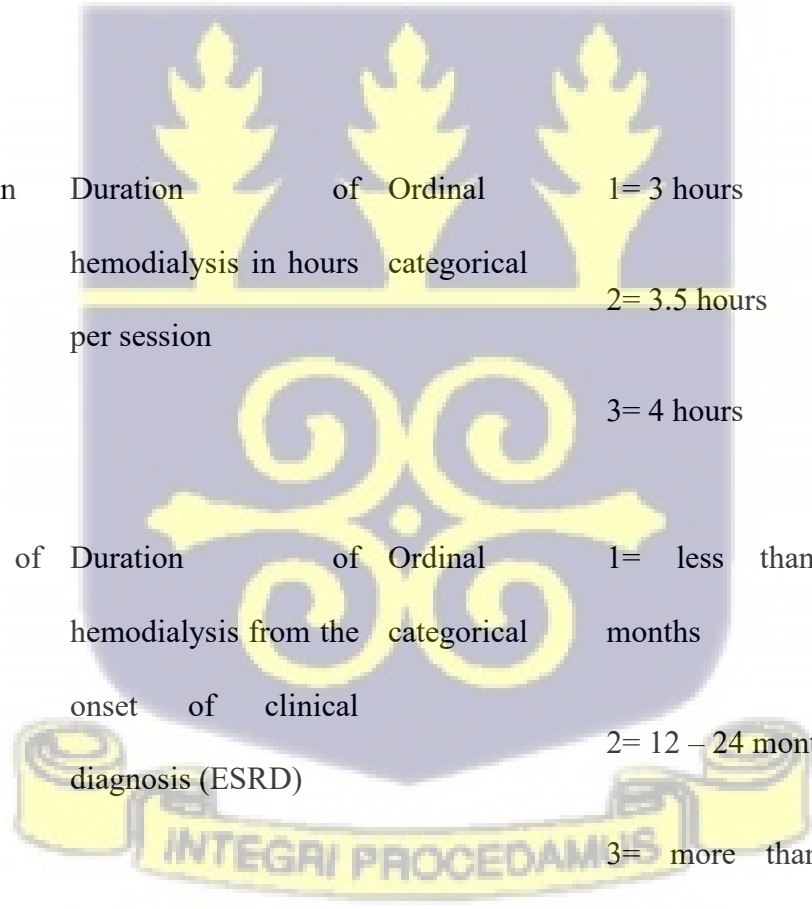 n Duration of Ordinal 1= 3 hours
hemodialysis in hours categorical
2= 3.5 hours
per session
3= 4 hours
of Duration of Ordinal 1= less than
hemodialysis from the categorical months
onset of clinical
2= 12 – 24 mont
diagnosis (ESRD)
INTEGRI PROCEDAMUS
3= more than